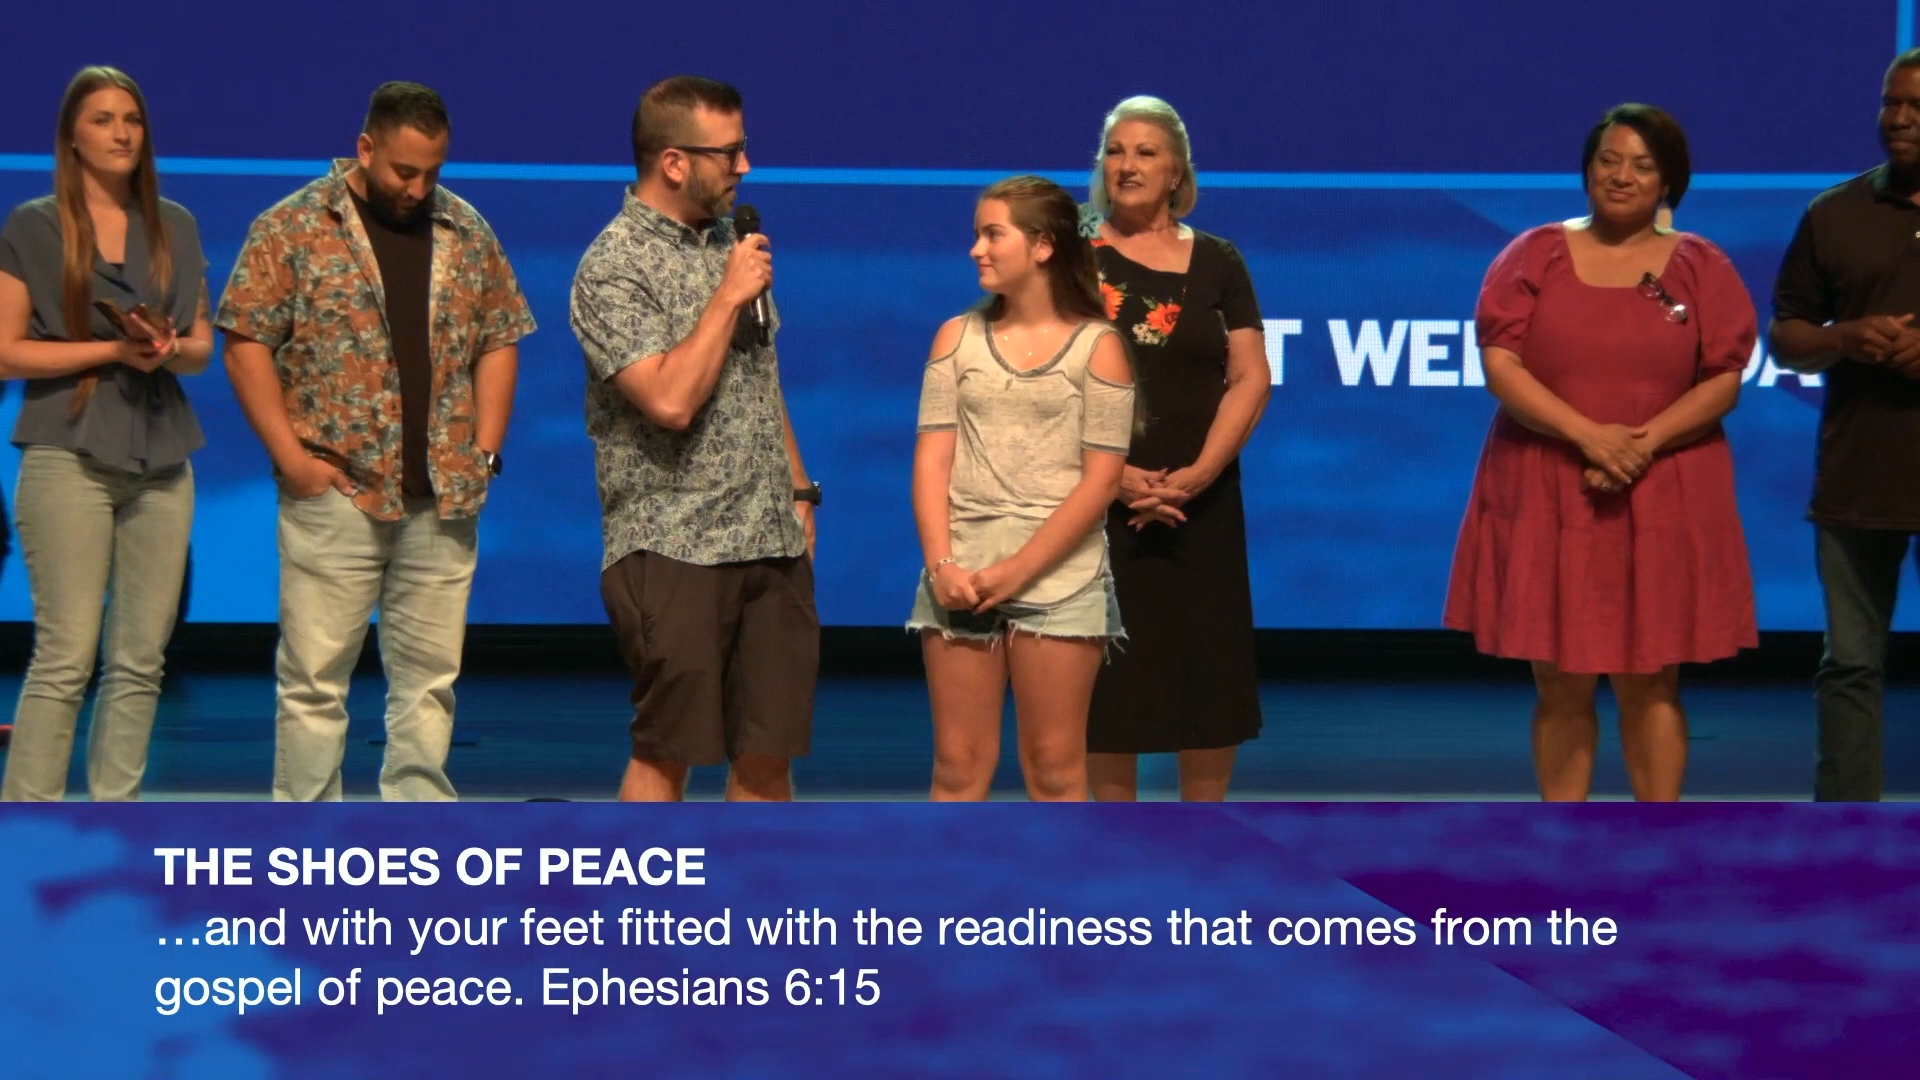 T WE
THE SHOES OF PEACE
...and with your feet fitted with the readiness that comes from the
gospel of peace. Ephesians 6:15